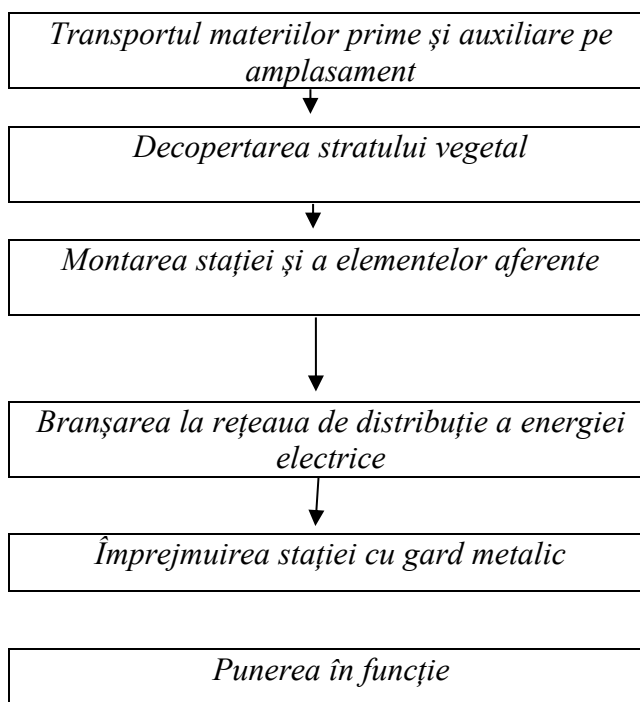 Transportul materiilor prime și auxiliare pe
amplasament
Decopertarea stratului vegetal
Montarea stației și a elementelor aferente
Branșarea la rețeaua de distribuție a energiei
electrice
Împrejmuirea stației cu gard metalic
Punerea în funcție